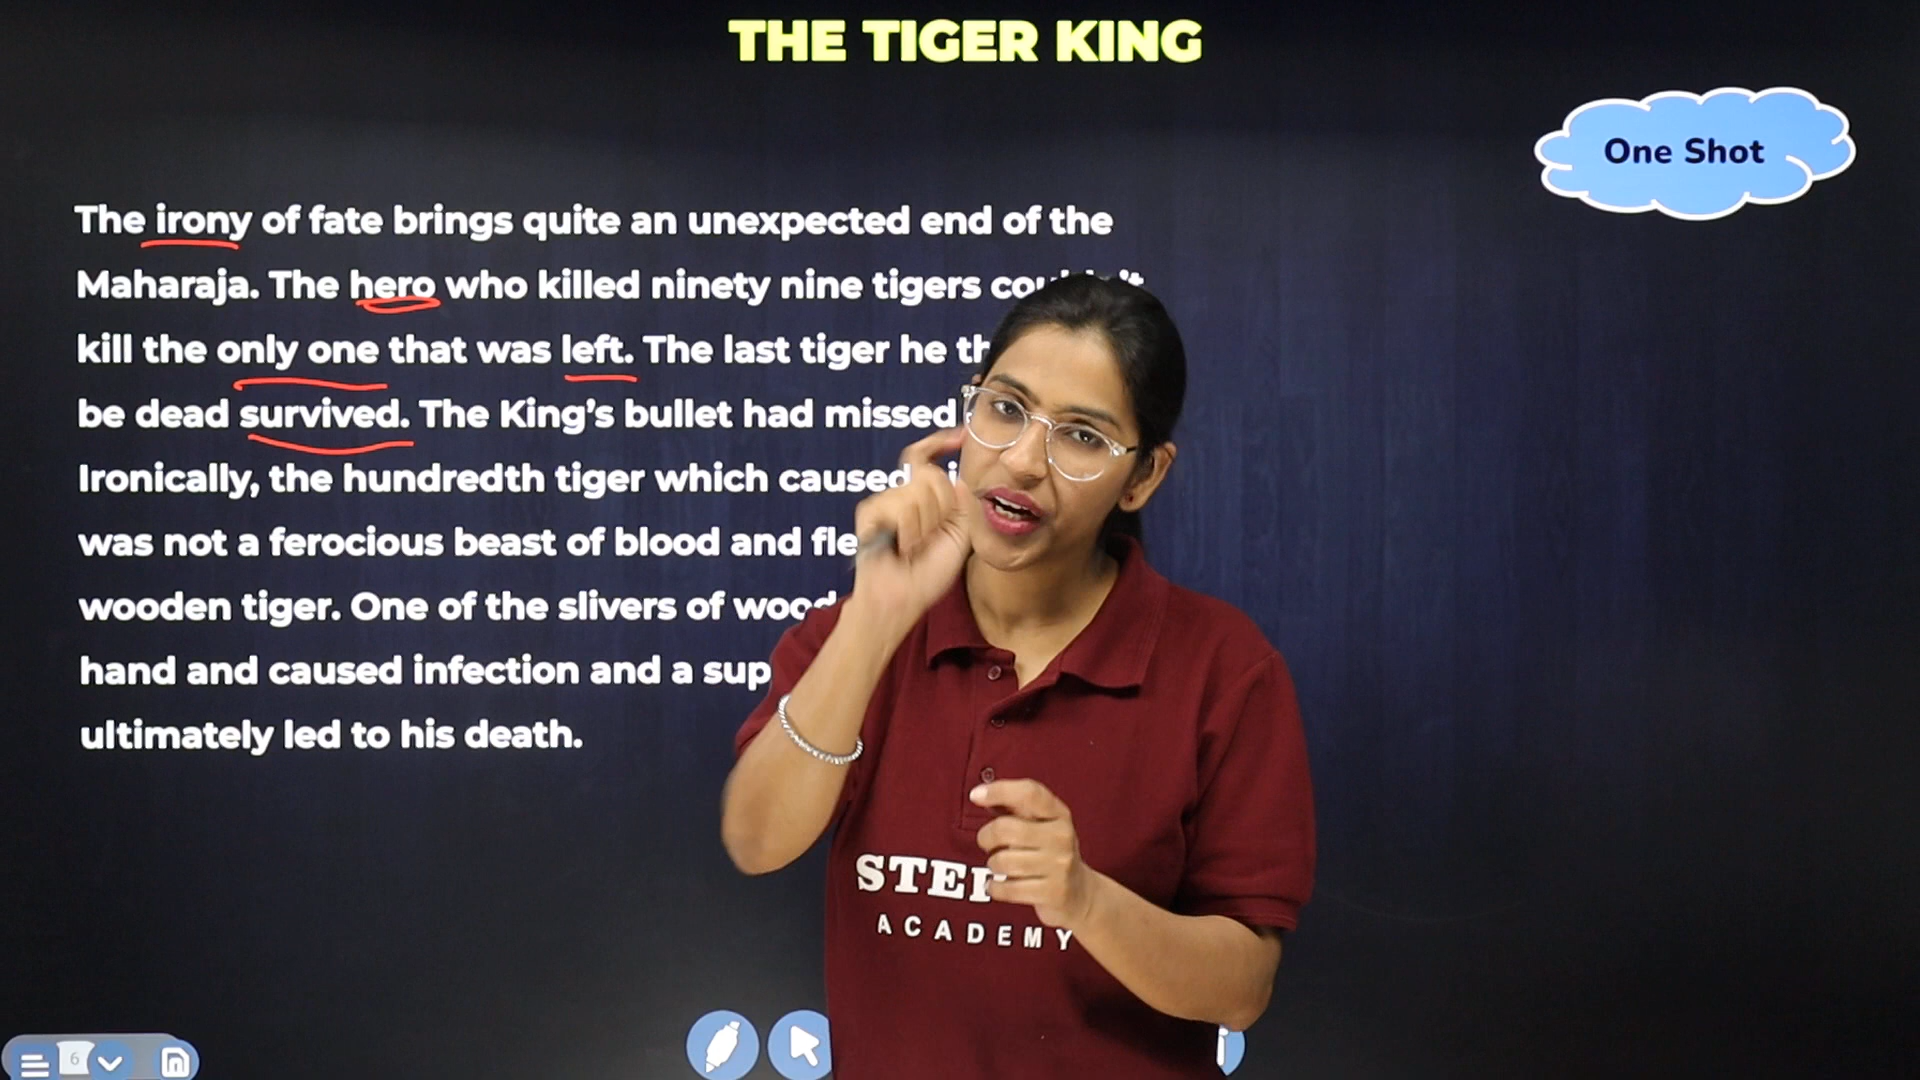 THE TIGER KING
One Shot
The irony of fate brings quite an unexpected end of the
Maharaja. The hero who killed ninety nine tigers
kill the only one that was left. The last tiger he
be dead survived. The King's bullet had missed
Ironically, the hundredth tiger which caused
was not a ferocious beast of blood and
wooden tiger. One of the slivers of
hand and caused infection and a
ultimately led to his death.
ACADEMY
6